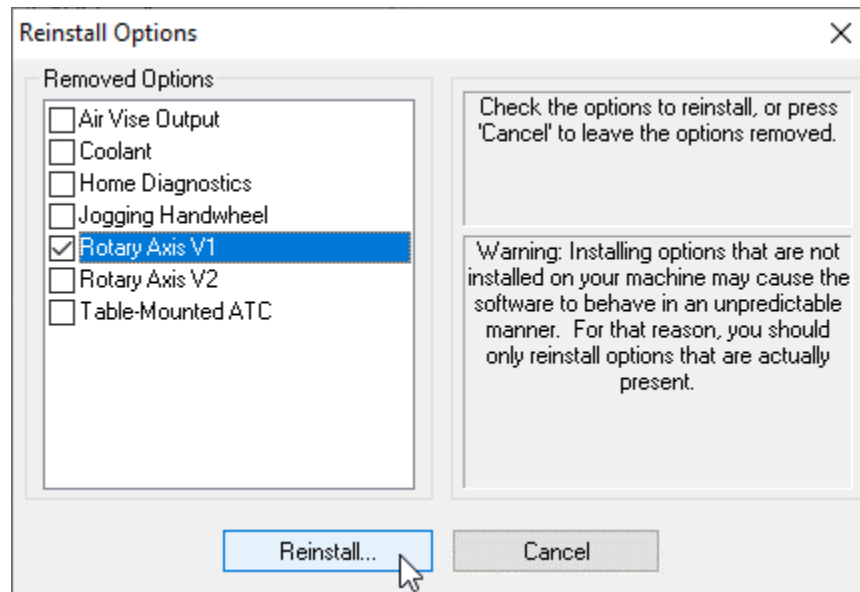 Reinstall Options
Removed Options
Air Vise Output
Coolant
Home Diagnostics
Jogging Handwheel
Rotary Axis V1
Rotary Axis V2
Table-Mounted ATC
Check the options to reinstall, or press
'Cancel' to leave the options removed.
Warning: Installing options that are not
installed on your machine may cause the
software to behave in an unpredictable
manner.  For that reason, you should
only reinstall options that are actually
present.
Reinstall...
Cancel